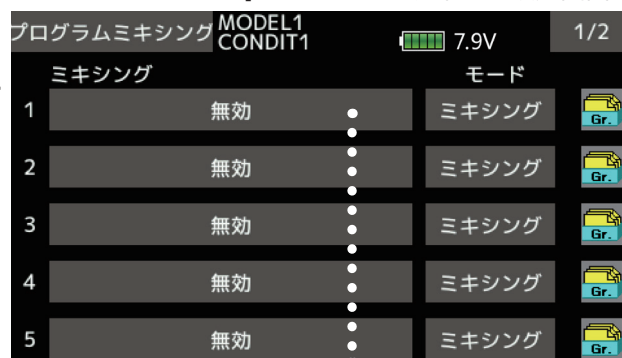 プログラムミキシング MODEL1 7.9V 1/2
CONDIT1
ミキシング モード
1 無効 ミキシング Gr.
2 無効 ミキシング Gr.
3 無効 ミキシング Gr.
4 無効 ミキシング Gr.
5 無効 ミキシング Gr.